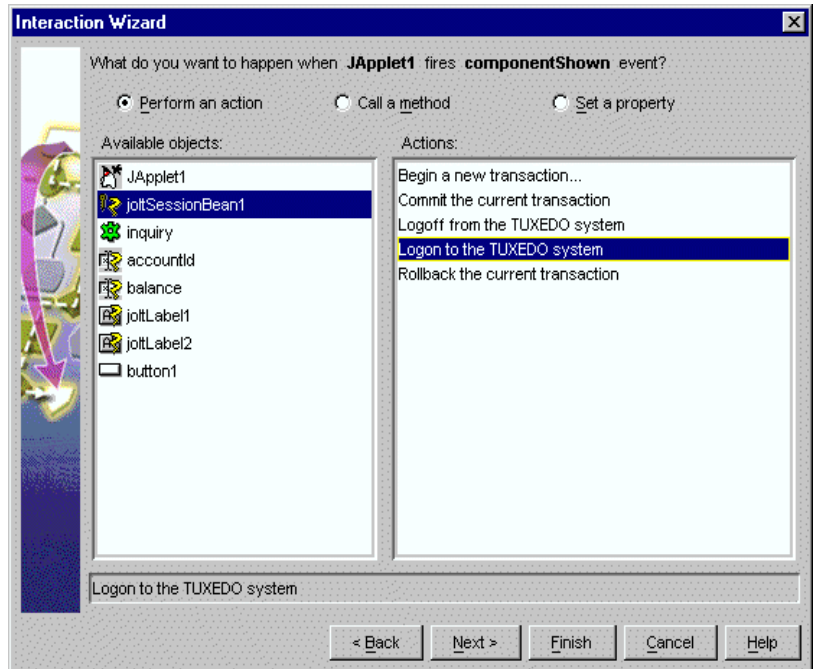 Interaction Wizard
What do you want to happen when JApplet1 fires componentShown event?
Perform an action
Call a method
Set a property
Available objects:
JApplet1
joltSessionBean1
inquiry
accountId
balance
joltLabel1
joltLabel2
button1
Actions:
Begin a new transaction...
Commit the current transaction
Logoff from the TUXEDO system
Logon to the TUXEDO system
Rollback the current transaction
Logon to the TUXEDO system
< Back
Next >
Finish
Cancel
Help